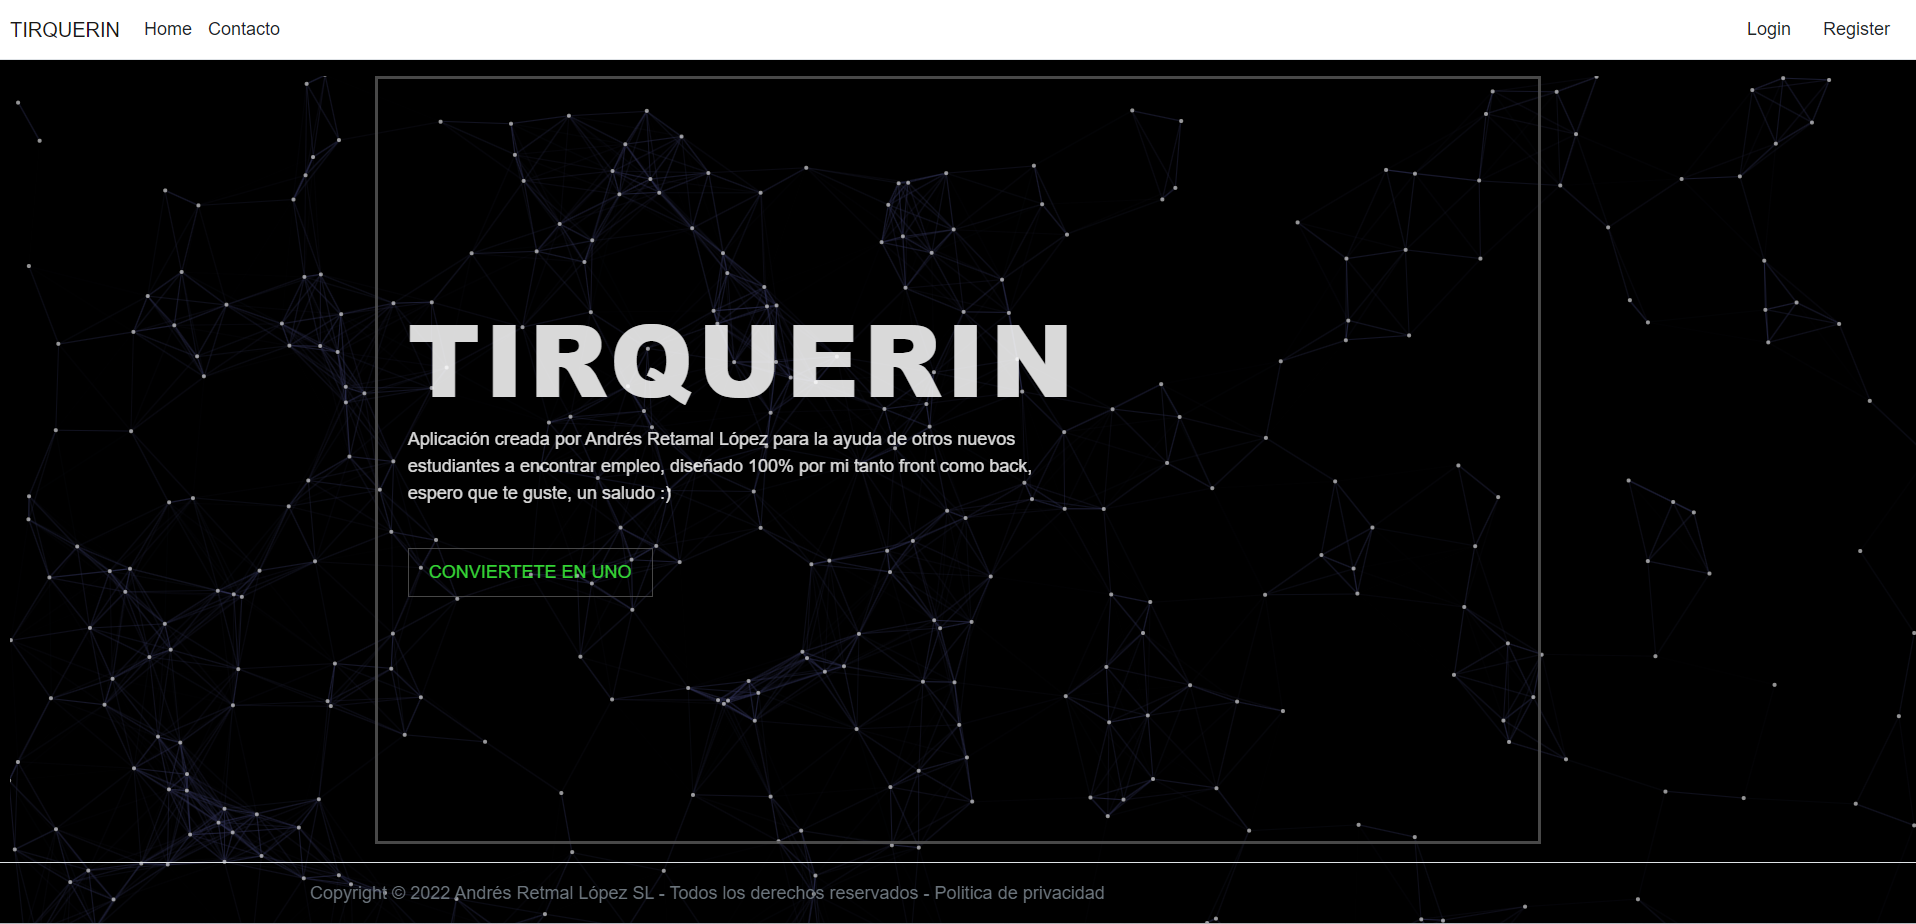 TIRQUERIN Home Contacto Login Register
TIRQUERIN
Aplicación creada por Andrés Retamal López para la ayuda de otros nuevos
estudiantes a encontrar empleo, diseñado 100% por mi tanto front como back,
espero que te guste, un saludo :)
CONVIERTETE EN UNO
Copyright © 2022 Andrés Retmal López SL - Todos los derechos reservados - Politica de privacidad